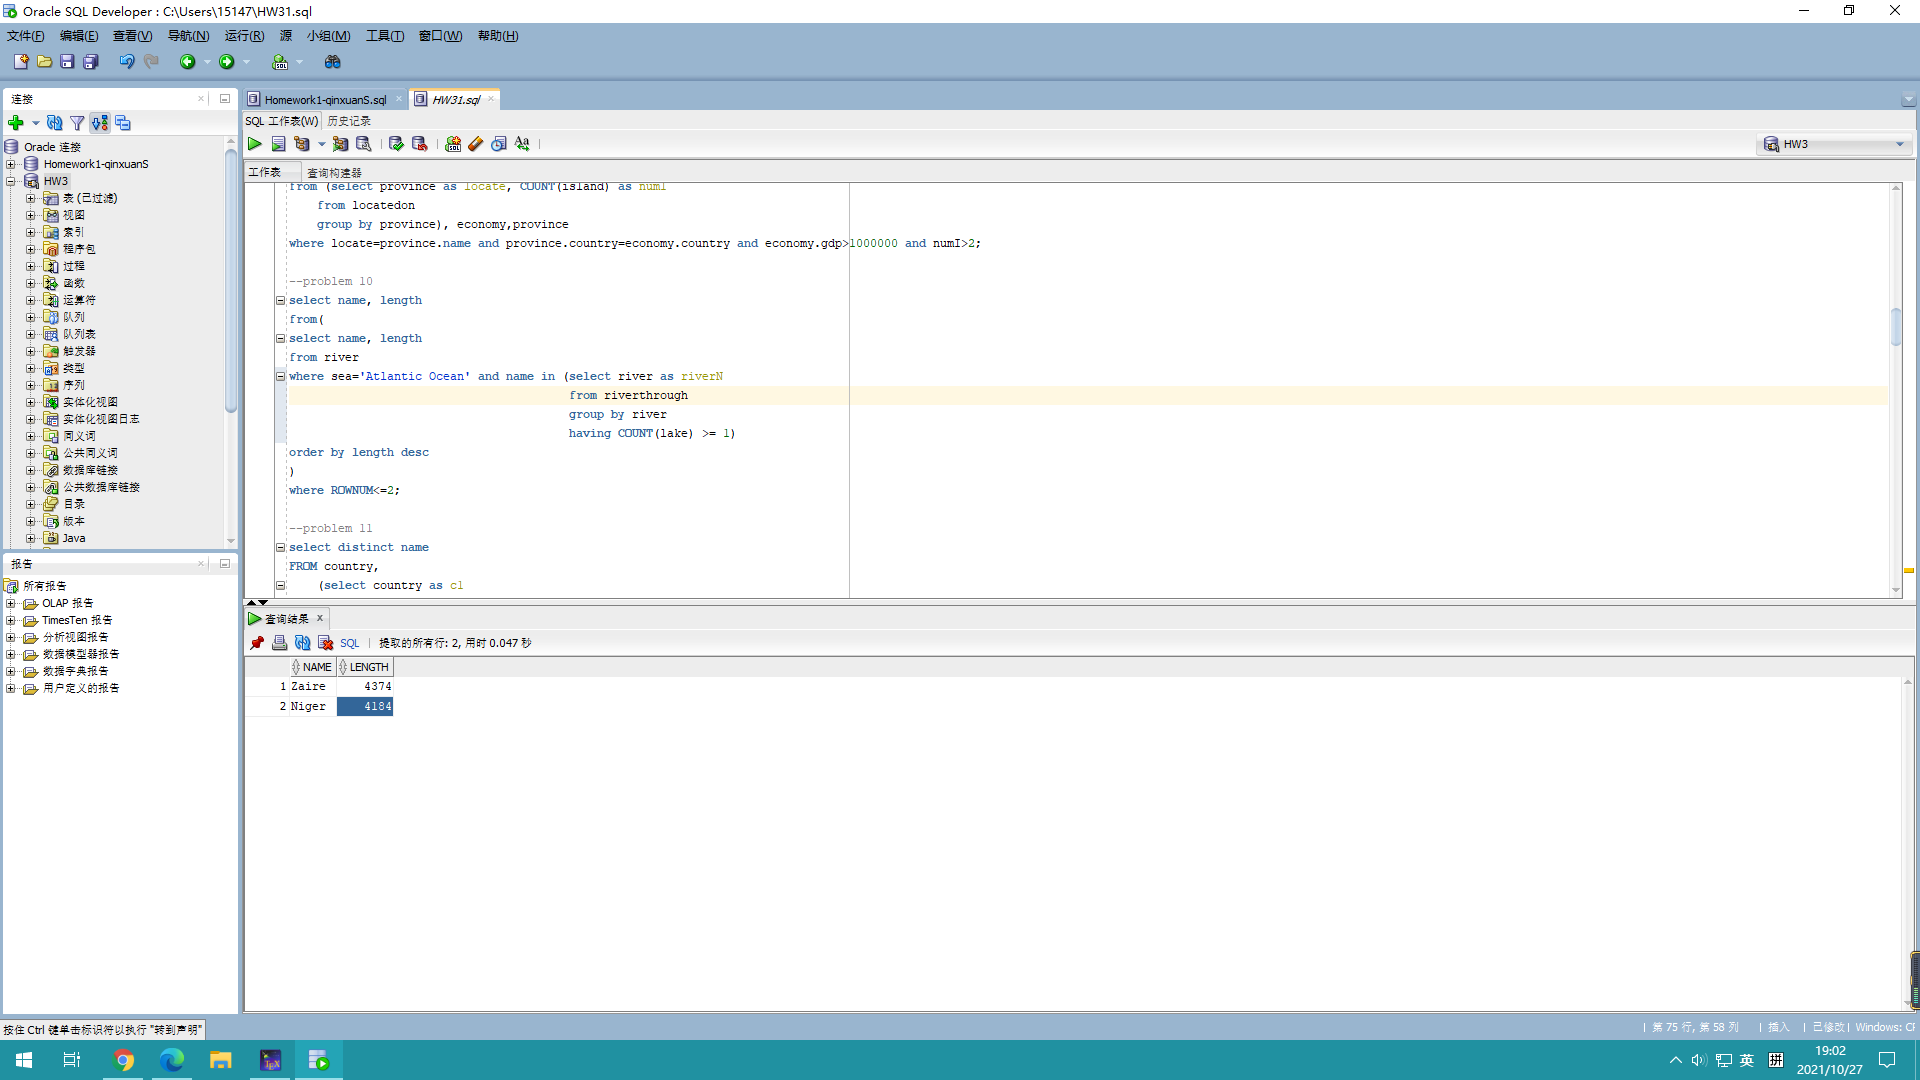 Oracle SQL Developer : C:\Users\15147\HW31.sql
文件(F) 编辑(E) 查看(V) 导航(N) 运行(R) 源 小组(M) 工具(T) 窗口(W) 帮助(H)
连接
Oracle 连接
Homework1-qinxuanS
HW3
表 (已过滤)
视图
索引
程序包
过程
函数
运算符
队列
队列表
触发器
类型
序列
实体化视图
实体化视图日志
同义词
公共同义词
数据库链接
公共数据库链接
目录
版本
Java
报告
所有报告
OLAP 报告
TimesTen 报告
分析视图报告
数据模型器报告
数据字典报告
用户定义的报告
Homework1-qinxuanS.sql
HW31.sql
SQL 工作表(W) 历史记录
HW3
工作表 查询构建器
from (select province as locate, COUNT(island) as numI
from locatedon
group by province), economy,province
where locate=province.name and province.country=economy.country and economy.gdp>1000000 and numI>2;
--problem 10
select name, length
from(
select name, length
from river
where sea='Atlantic Ocean' and name in (select river as riverN
from riverthrough
group by river
having COUNT(lake) >= 1)
order by length desc
)
where ROWNUM<=2;
--problem 11
select distinct name
FROM country,
(select country as c1
查询结果
SQL | 提取的所有行: 2, 用时 0.047 秒
NAME LENGTH
1 Zaire 4374
2 Niger 4184
按住 Ctrl 键单击标识符以执行 "转到声明"
第 75 行, 第 58 列 | 插入 | 已修改 | Windows: CR
英 拼
19:02
2021/10/27